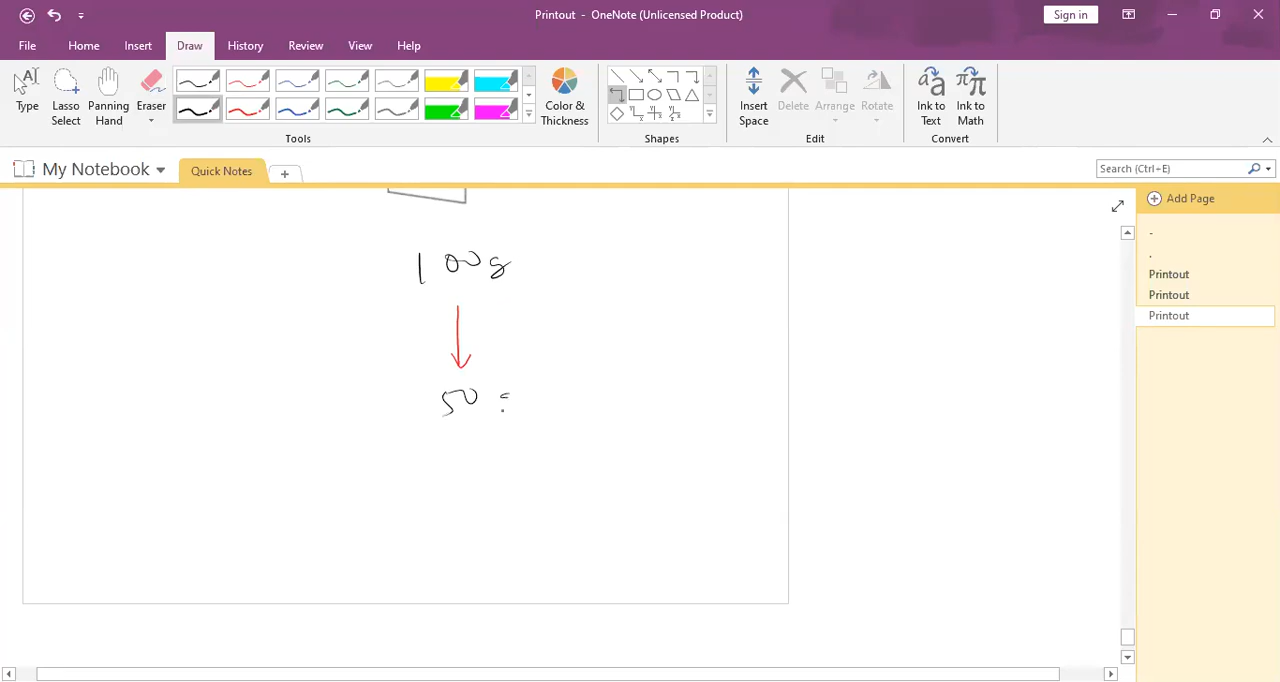 Printout - OneNote (Unlicensed Product)
Sign in
File Home Insert Draw History Review View Help
Type
Lasso Select
Panning Hand
Eraser
Color & Thickness
Insert Space
Delete
Arrange
Rotate
Ink to Text
Ink to Math
Tools
Shapes
Edit
Convert
My Notebook
Quick Notes
Search (Ctrl+E)
Add Page
-
.
Printout
Printout
Printout
100g
50